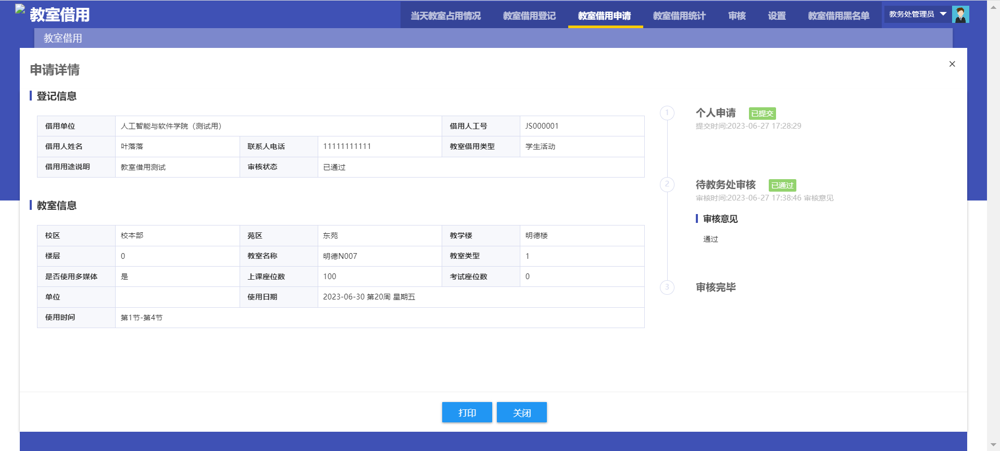 教室借用
当天教室占用情况 教室借用登记 教室借用申请 教室借用统计 审核 设置 教室借用黑名单 教务处管理员
教室借用
申请详情
登记信息
借用单位 人工智能与软件学院（测试用） 借用人工号 JS000001
借用人姓名 叶落落 联系人电话 11111111111 教室借用类型 学生活动
借用用途说明 教室借用测试 审核状态 已通过
教室信息
校区 校本部 苑区 东苑 教学楼 明德楼
楼层 0 教室名称 明德N007 教室类型 1
是否使用多媒体 是 上课座位数 100 考试座位数 0
单位 使用日期 2023-06-30 第20周 星期五
使用时间 第1节-第4节
1 个人申请 已提交
提交时间:2023-06-27 17:28:29
2 待教务处审核 已通过
审核时间:2023-06-27 17:38:46 审核意见
审核意见
通过
3 审核完毕
打印 关闭